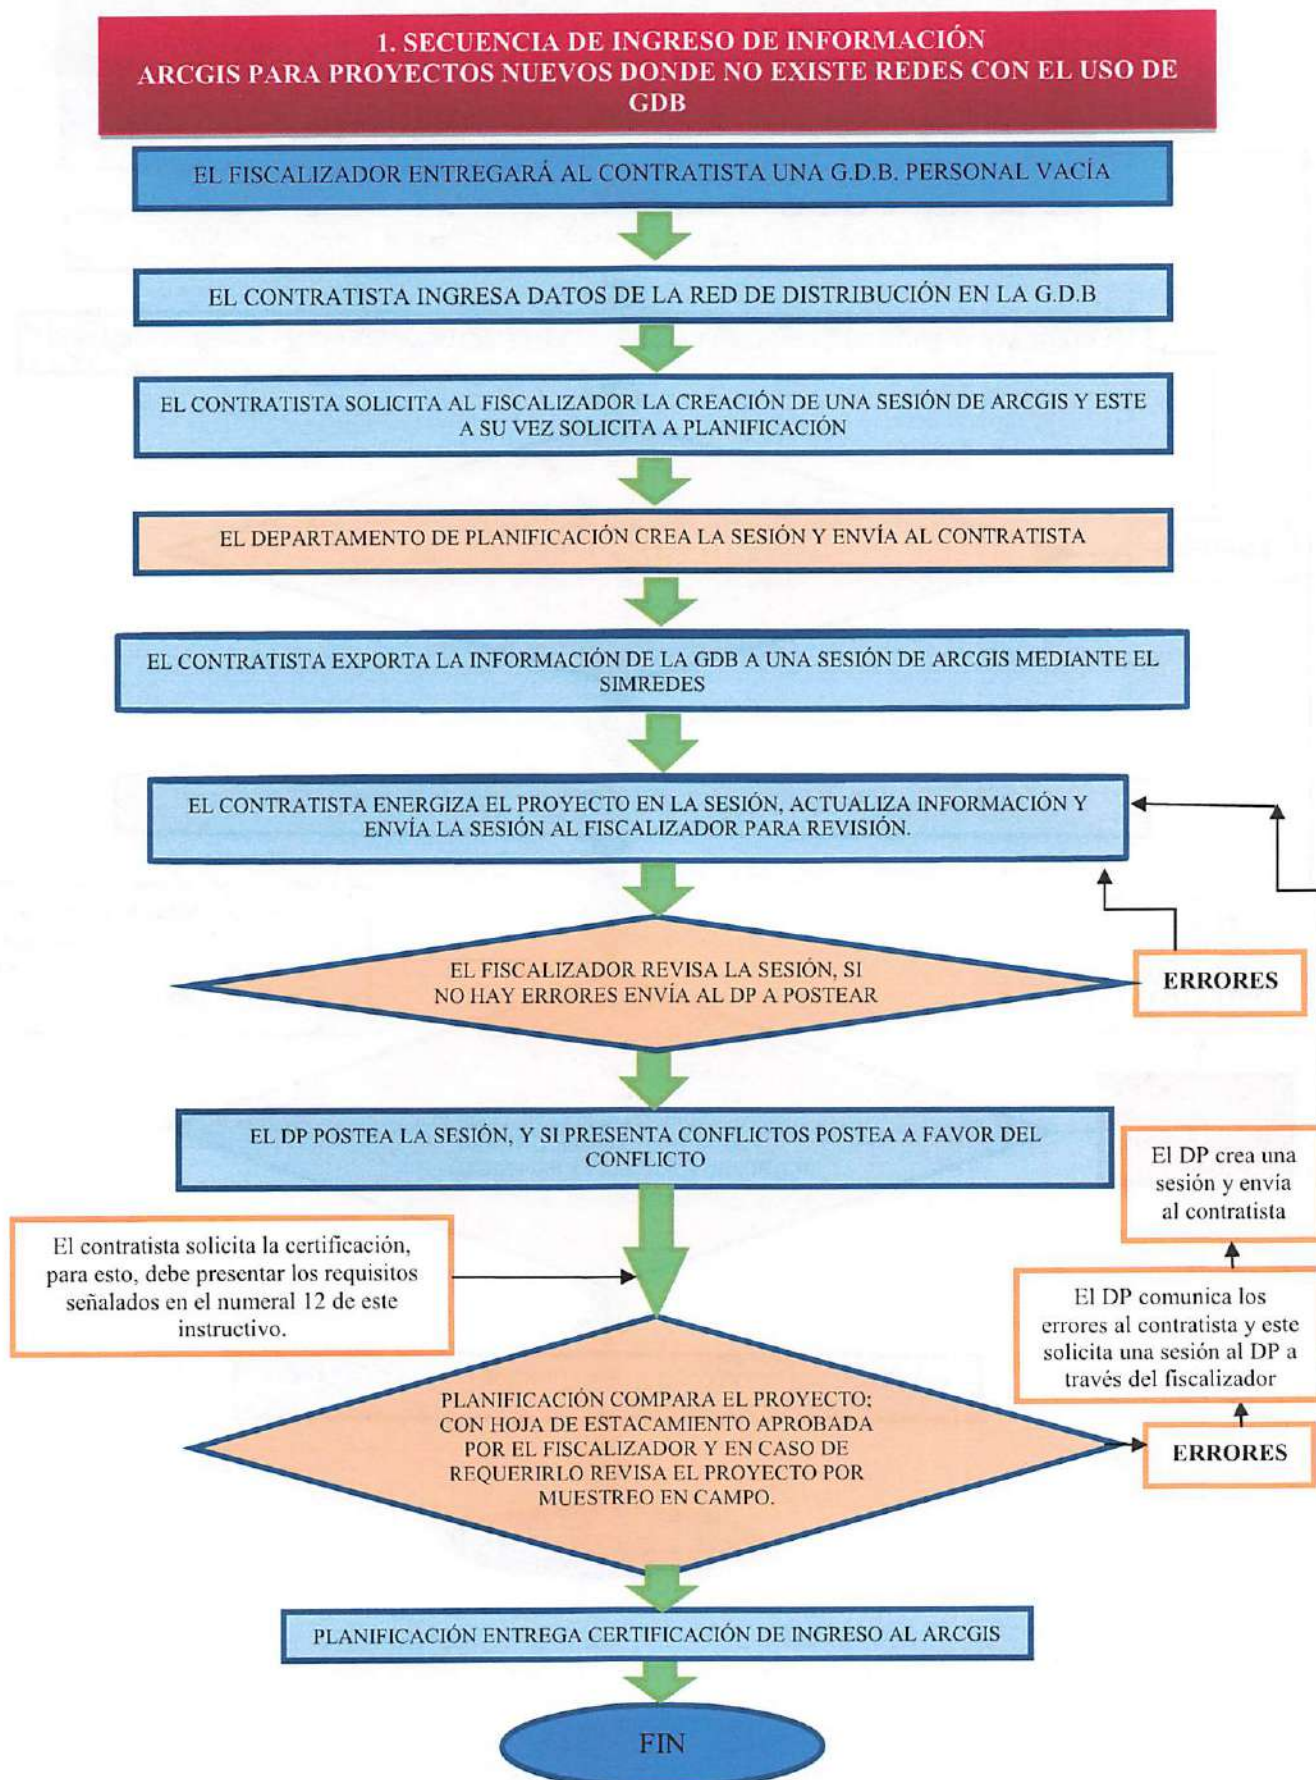 1. SECUENCIA DE INGRESO DE INFORMACIÓN
ARCGIS PARA PROYECTOS NUEVOS DONDE NO EXISTE REDES CON EL USO DE
GDB
EL FISCALIZADOR ENTREGARÁ AL CONTRATISTA UNA G.D.B. PERSONAL VACÍA
EL CONTRATISTA INGRESA DATOS DE LA RED DE DISTRIBUCIÓN EN LA G.D.B
EL CONTRATISTA SOLICITA AL FISCALIZADOR LA CREACIÓN DE UNA SESIÓN DE ARCGIS Y ESTE
A SU VEZ SOLICITA A PLANIFICACIÓN
EL DEPARTAMENTO DE PLANIFICACIÓN CREA LA SESIÓN Y ENVÍA AL CONTRATISTA
EL CONTRATISTA EXPORTA LA INFORMACIÓN DE LA GDB A UNA SESIÓN DE ARCGIS MEDIANTE EL
SIMREDES
EL CONTRATISTA ENERGIZA EL PROYECTO EN LA SESIÓN, ACTUALIZA INFORMACIÓN Y
ENVÍA LA SESIÓN AL FISCALIZADOR PARA REVISIÓN.
EL FISCALIZADOR REVISA LA SESIÓN, SI
NO HAY ERRORES ENVÍA AL DP A POSTEAR
ERRORES
EL DP POSTEA LA SESIÓN, Y SI PRESENTA CONFLICTOS POSTEA A FAVOR DEL
CONFLICTO
El DP crea una
sesión y envía
al contratista
El contratista solicita la certificación,
para esto, debe presentar los requisitos
señalados en el numeral 12 de este
instructivo.
El DP comunica los
errores al contratista y este
solicita una sesión al DP a
través del fiscalizador
PLANIFICACIÓN COMPARA EL PROYECTO;
CON HOJA DE ESTACAMIENTO APROBADA
POR EL FISCALIZADOR Y EN CASO DE
REQUERIRLO REVISA EL PROYECTO POR
MUESTREO EN CAMPO.
ERRORES
PLANIFICACIÓN ENTREGA CERTIFICACIÓN DE INGRESO AL ARCGIS
FIN